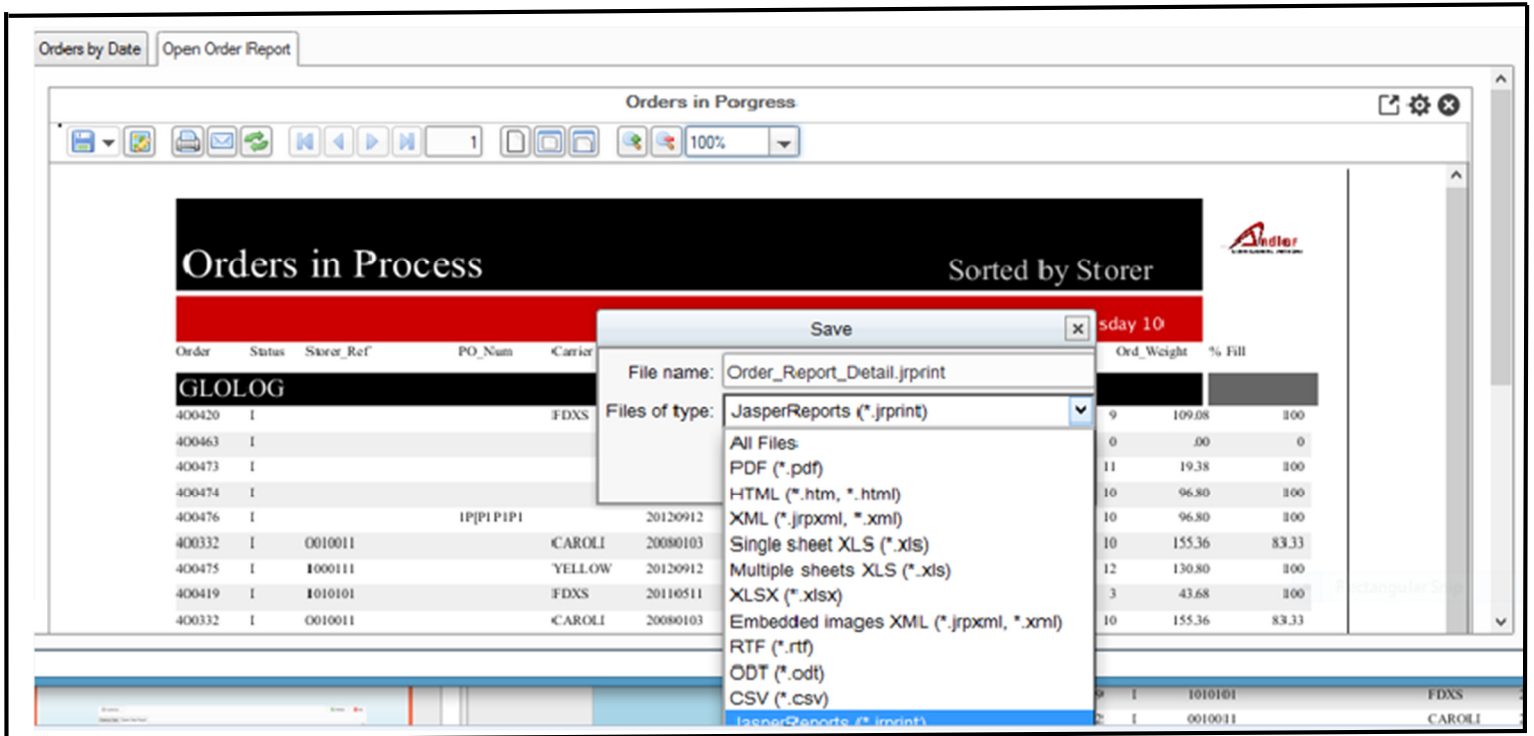 Orders by Date Open Order Report
Orders in Porgress
1 100%
Orders in Process Sorted by Storer
Andlor
sday 10
Order Status Storer_Ref PO_Num Carrier Ord_Weight % Fill
GLOLOG
Save
File name: Order_Report_Detail.jrprint
Files of type: JasperReports (*.jrprint)
All Files
PDF (*.pdf)
HTML (*.htm, *.html)
XML (*.jrpxml, *.xml)
Single sheet XLS (*.xls)
Multiple sheets XLS (*.xls)
XLSX (*.xlsx)
Embedded images XML (*.jrpxml, *.xml)
RTF (*.rtf)
ODT (*.odt)
CSV (*.csv)
JasperReports (*.jrprint)
400420 I FDXS 9 109.08 100
400463 I 0 .00 0
400473 I 11 19.38 100
400474 I 10 96.80 100
400476 I 1P[P1P1P1 20120912 10 96.80 100
400332 I 0010011 CAROLI 20080103 10 155.36 83.33
400475 I 1000111 YELLOW 20120912 12 130.80 100
400419 I 1010101 FDXS 20110511 3 43.68 100
400332 I 0010011 CAROLI 20080103 10 155.36 83.33
Rectangular Snip
I 1010101 FDXS
I 0010011 CAROLI